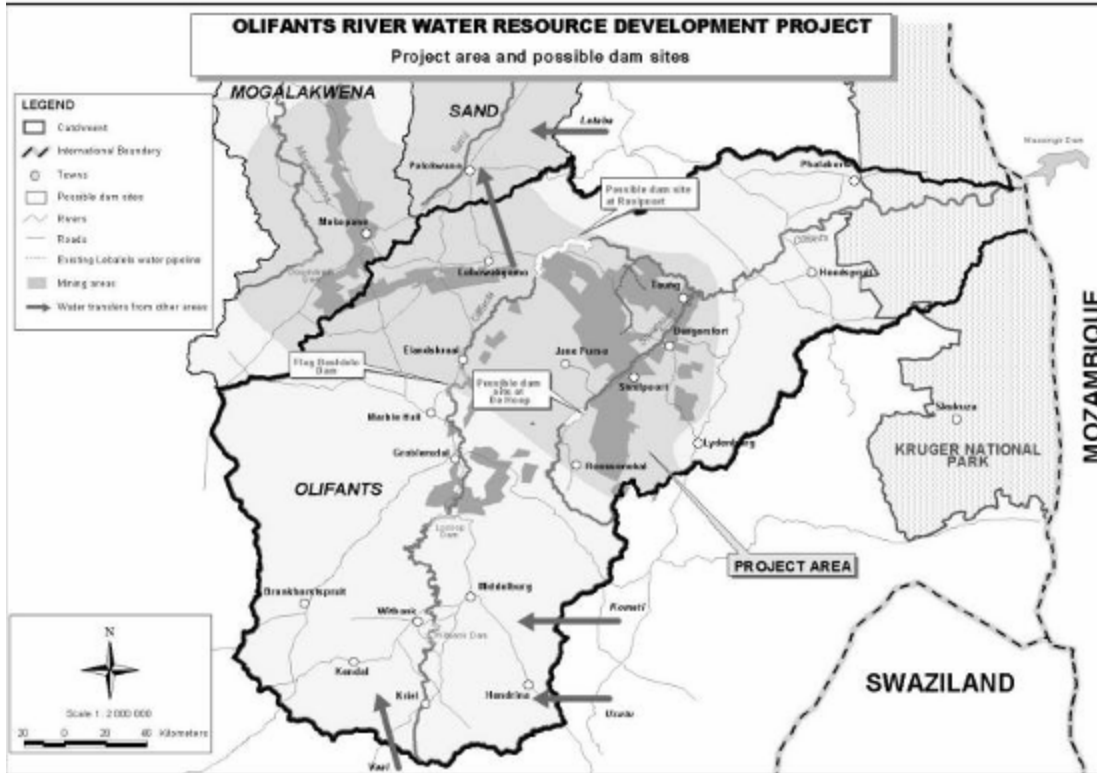 OLIFANTS RIVER WATER RESOURCE DEVELOPMENT PROJECT
Project area and possible dam sites
LEGEND
Catchment
International Boundary
Towns
Possible dam sites
Rivers
Roads
Existing Lebalelo water pipeline
Mining areas
Water transfers from other areas
MOGALAKWENA
SAND
Letaba
Sand
Polokwane
Mokopane
Lebowakgomo
Possible dam site
at Rooipoort
Phalaborwa
Massingir Dam
Olifants
Hoedspruit
Olifants
Burgersfort
Steelpoort
Jane Furse
Elandskraal
Flag Boshielo
Dam
Possible dam
site at
De Hoop
Marble Hall
Groblersdal
Roossenekal
Lydenburg
Skukuza
KRUGER NATIONAL
PARK
MOZAMBIQUE
OLIFANTS
Loskop
Dam
PROJECT AREA
Bronkhorstspruit
Middelburg
Witbank
Witbank Dam
Komati
Kendal
Kriel
Hendrina
Usutu
Vaal
SWAZILAND
N
Scale 1: 2 000 000
20 0 20 40 Kilometers